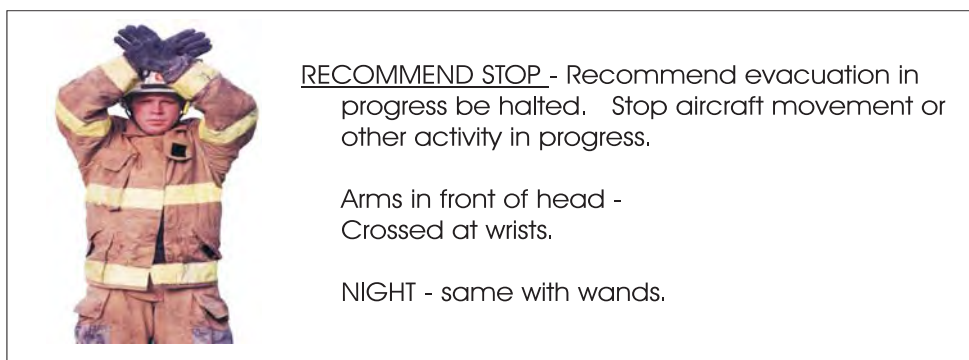 RECOMMEND STOP - Recommend evacuation in
progress be halted. Stop aircraft movement or
other activity in progress.
Arms in front of head -
Crossed at wrists.
NIGHT - same with wands.